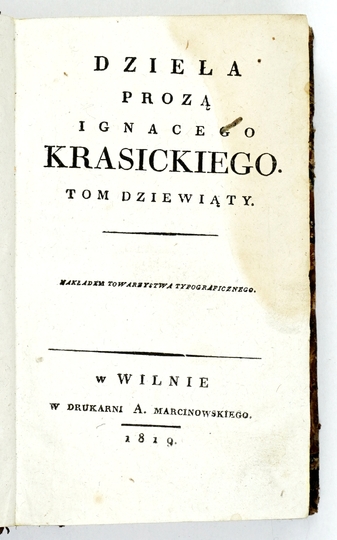 DZIEŁA
PROZĄ
IGNACEGO
KRASICKIEGO.
TOM DZIEWIĄTY.
NAKŁADEM TOWARZYSTWA TYPOGRAFICZNEGO.
w WILNIE
W DRUKARNI A. MARCINOWSKIEGO.
1819.